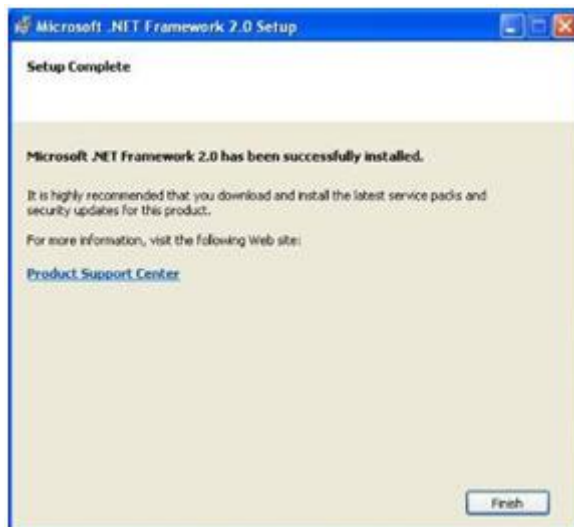 Microsoft .NET Framework 2.0 Setup
Setup Complete
Microsoft .NET Framework 2.0 has been successfully installed.
It is highly recommended that you download and install the latest service packs and
security updates for this product.
For more information, visit the following Web site:
Product Support Center
Finish